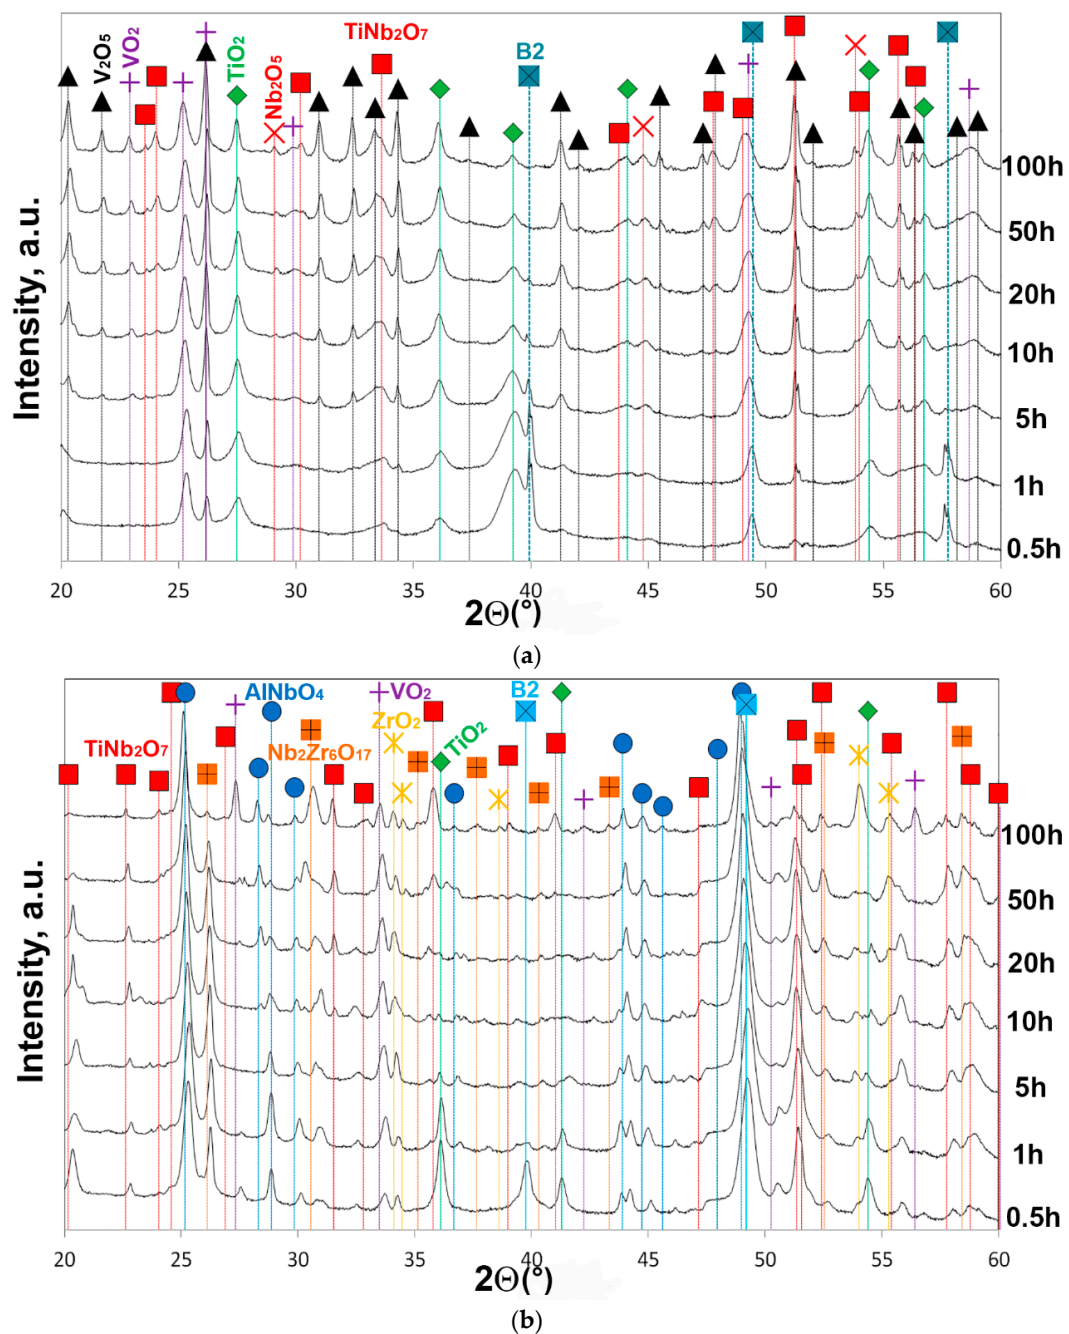 V₂O₅
VO₂
TiO₂
Nb₂O₅
TiNb₂O₇
B2
100h
50h
20h
10h
5h
1h
0.5h
Intensity, a.u.
20 25 30 35 40 45 50 55 60
2Θ(°)
(a)
AlNbO₄
VO₂
B2
ZrO₂
TiO₂
TiNb₂O₇
Nb₂Zr₆O₁₇
100h
50h
20h
10h
5h
1h
0.5h
Intensity, a.u.
20 25 30 35 40 45 50 55 60
2Θ(°)
(b)